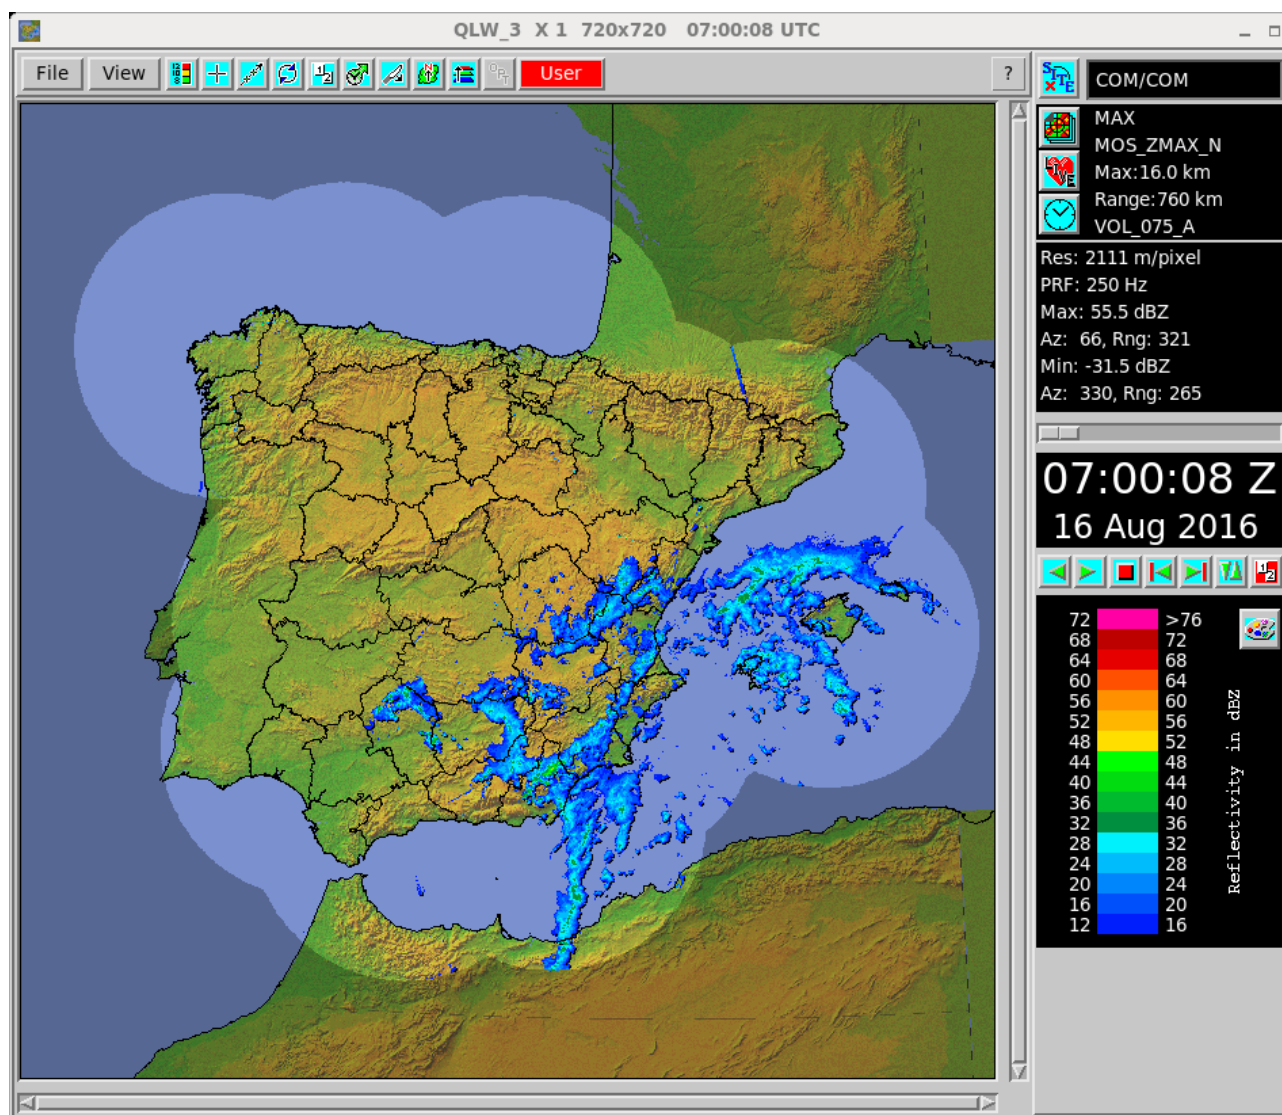 QLW_3 X 1 720x720 07:00:08 UTC
File View User ?
SITE
COM/COM
MAX
MOS_ZMAX_N
LIVE
Max:16.0 km
Range:760 km
VOL_075_A
Res: 2111 m/pixel
PRF: 250 Hz
Max: 55.5 dBZ
Az: 66, Rng: 321
Min: -31.5 dBZ
Az: 330, Rng: 265
07:00:08 Z
16 Aug 2016
72 >76
68 72
64 68
60 64
56 60
52 56
48 52
44 48
40 44
36 40
32 36
28 32
24 28
20 24
16 20
12 16
Reflectivity in dBZ